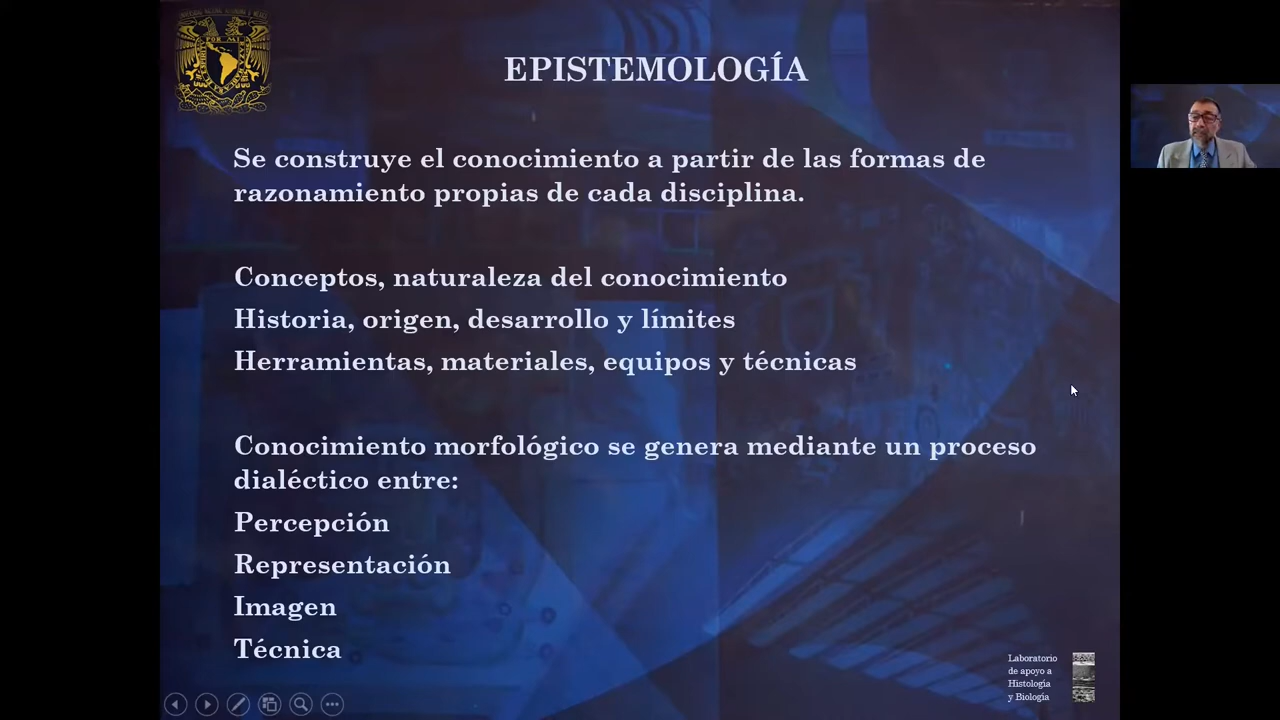 EPISTEMOLOGÍA
Se construye el conocimiento a partir de las formas de
razonamiento propias de cada disciplina.
Conceptos, naturaleza del conocimiento
Historia, origen, desarrollo y límites
Herramientas, materiales, equipos y técnicas
Conocimiento morfológico se genera mediante un proceso
dialéctico entre:
Percepción
Representación
Imagen
Técnica
Laboratorio
de apoyo a
Histología
y Biología